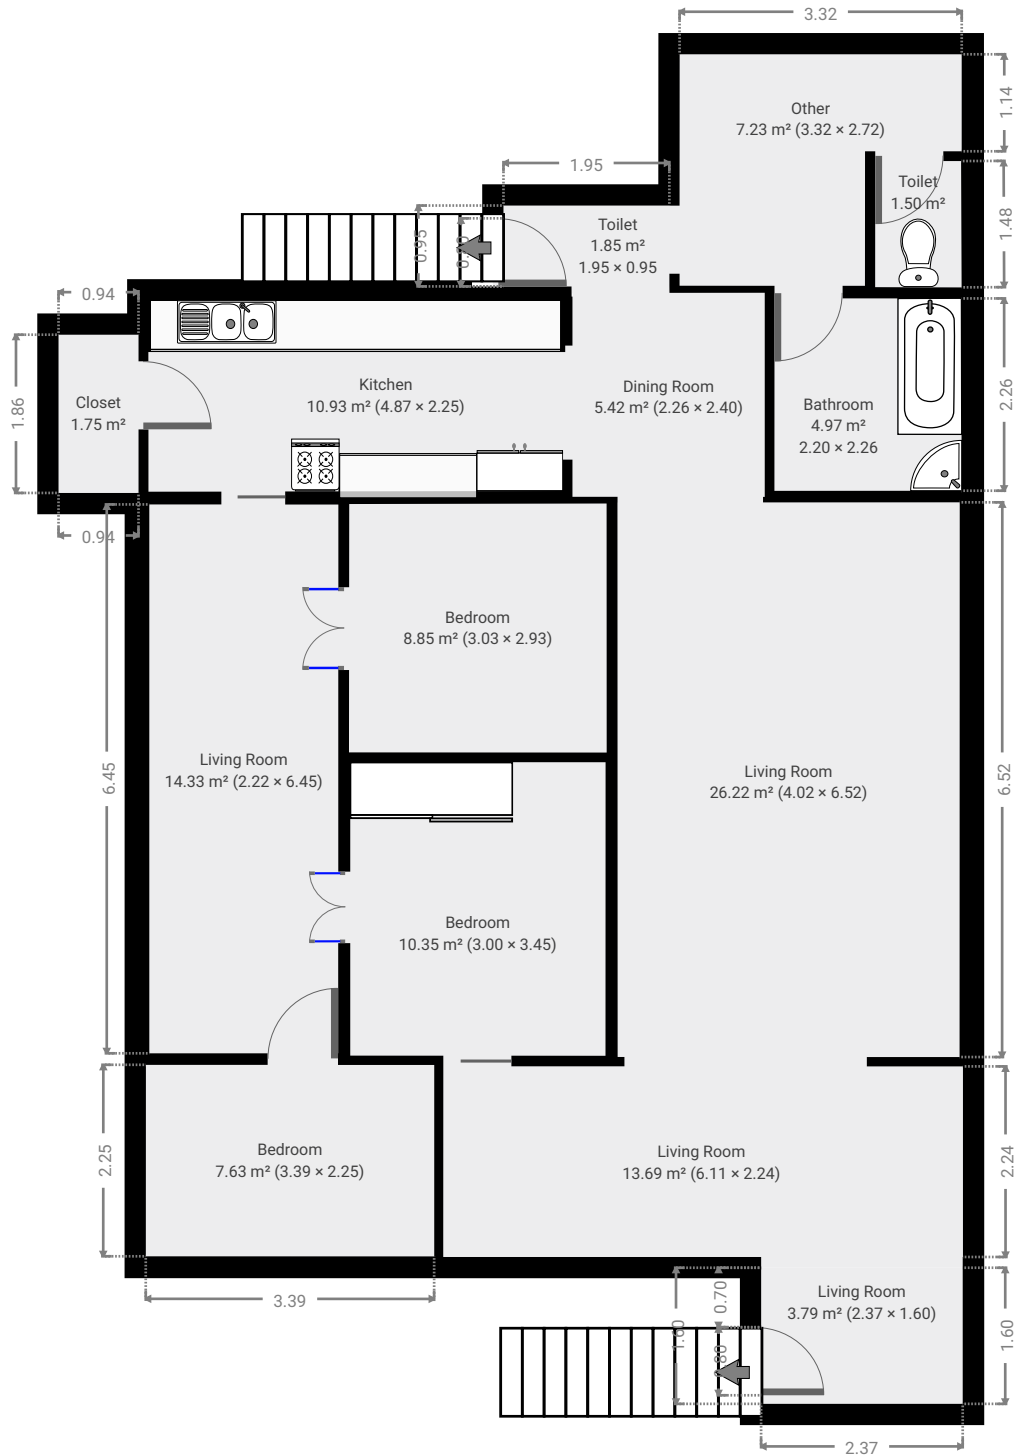 3.32
Other
7.23 m² (3.32 × 2.72)
1.14
1.95
Toilet
1.50 m²
1.48
Toilet
1.85 m²
1.95 × 0.95
0.95
0.94
Kitchen
10.93 m² (4.87 × 2.25)
Dining Room
5.42 m² (2.26 × 2.40)
Closet
1.75 m²
1.86
Bathroom
4.97 m²
2.20 × 2.26
2.26
0.94
Bedroom
8.85 m² (3.03 × 2.93)
Living Room
14.33 m² (2.22 × 6.45)
6.45
Living Room
26.22 m² (4.02 × 6.52)
6.52
Bedroom
10.35 m² (3.00 × 3.45)
Bedroom
7.63 m² (3.39 × 2.25)
2.25
Living Room
13.69 m² (6.11 × 2.24)
2.24
3.39
0.70
Living Room
3.79 m² (2.37 × 1.60)
1.60
1.60
2.37